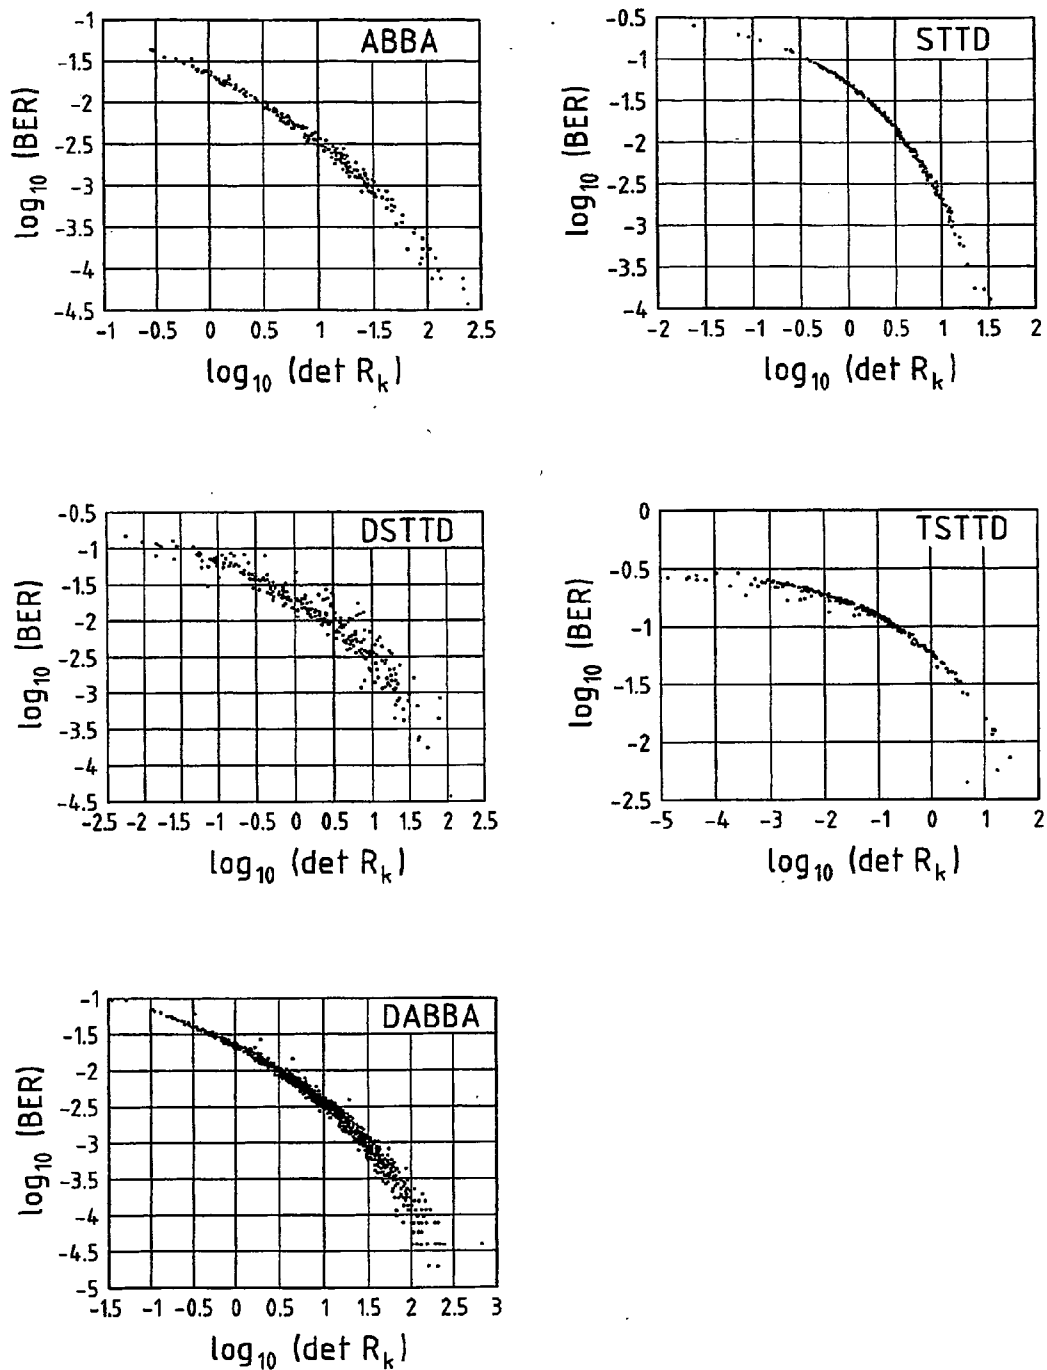 ABBA
-1
-1.5
-2
-2.5
-3
-3.5
-4
-4.5
log10 (BER)
-1 -0.5 0 0.5 1 -1.5 2 2.5
log10 (det Rk)
STTD
-0.5
-1
-1.5
-2
-2.5
-3
-3.5
-4
log10 (BER)
-2 -1.5 -1 -0.5 0 0.5 1 1.5 2
log10 (det Rk)
DSTTD
-0.5
-1
-1.5
-2
-2.5
-3
-3.5
-4
-4.5
log10 (BER)
-2.5 -2 -1.5 -1 -0.5 0 0.5 1 1.5 2 2.5
log10 (det Rk)
TSTTD
0
-0.5
-1
-1.5
-2
-2.5
log10 (BER)
-5 -4 -3 -2 -1 0 1 2
log10 (det Rk)
DABBA
-1
-1.5
-2
-2.5
-3
-3.5
-4
-4.5
-5
log10 (BER)
-1.5 -1 -0.5 0 0.5 1 1.5 2 2.5 3
log10 (det Rk)